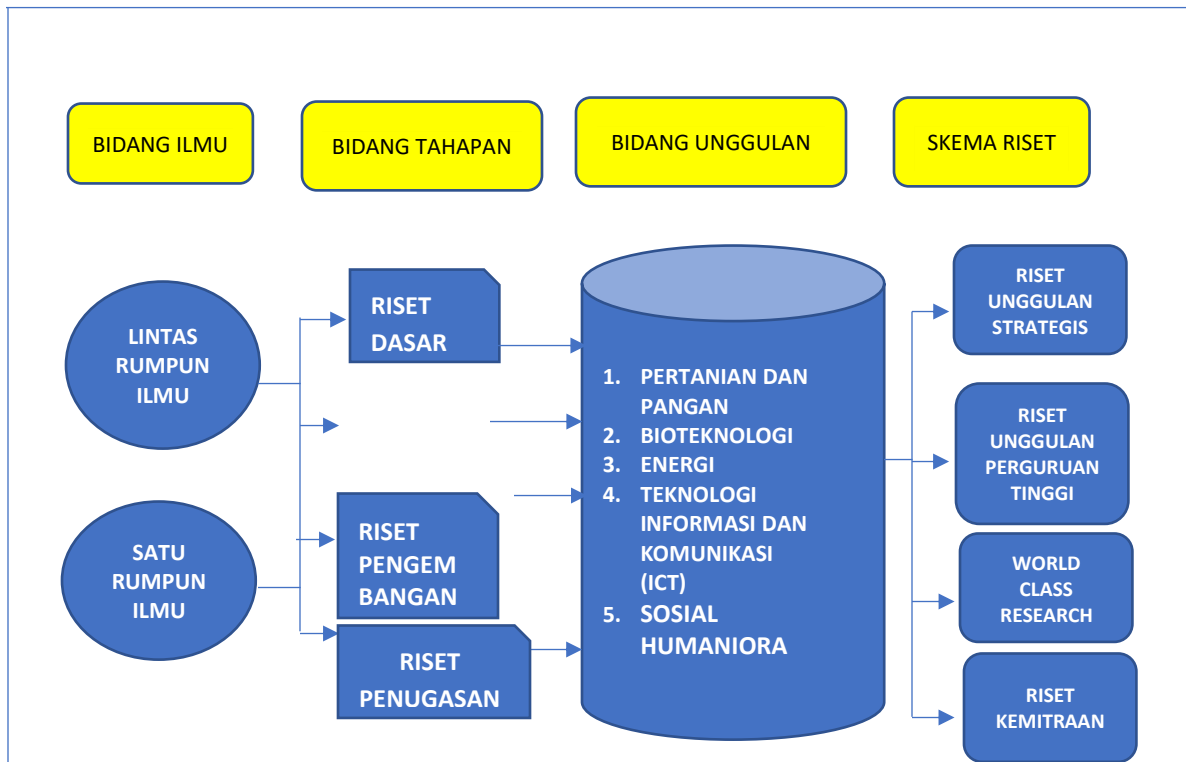 BIDANG ILMU
BIDANG TAHAPAN
BIDANG UNGGULAN
SKEMA RISET
LINTAS
RUMPUN
ILMU
SATU
RUMPUN
ILMU
RISET
DASAR
RISET
PENGEM
BANGAN
RISET
PENUGASAN
1. PERTANIAN DAN
PANGAN
2. BIOTEKNOLOGI
3. ENERGI
4. TEKNOLOGI
INFORMASI DAN
KOMUNIKASI
(ICT)
5. SOSIAL
HUMANIORA
RISET
UNGGULAN
STRATEGIS
RISET
UNGGULAN
PERGURUAN
TINGGI
WORLD
CLASS
RESEARCH
RISET
KEMITRAAN